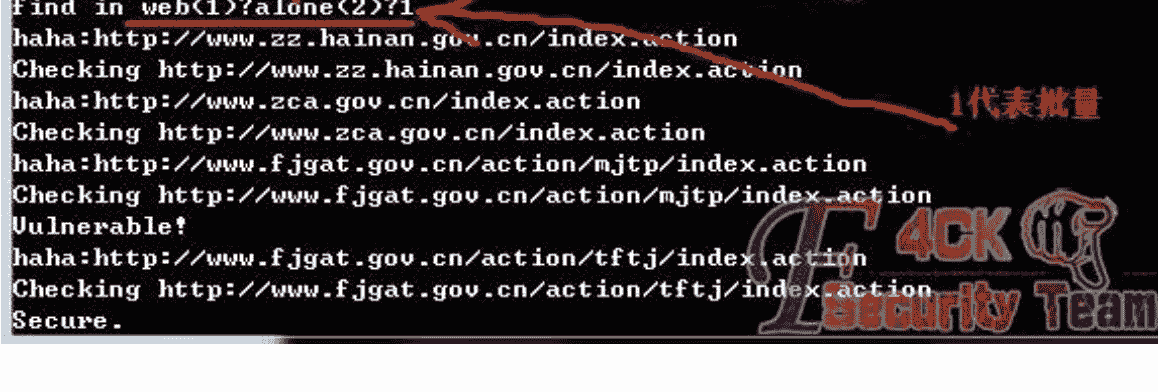 Find in web(1)?alone(2)?1
haha:http://www.zz.hainan.gov.cn/index.action
Checking http://www.zz.hainan.gov.cn/index.action
haha:http://www.zca.gov.cn/index.action
1代表批量
Checking http://www.zca.gov.cn/index.action
haha:http://www.fjgat.gov.cn/action/mjtp/index.action
Checking http://www.fjgat.gov.cn/action/mjtp/index.action
Vulnerable!
F4CK
haha:http://www.fjgat.gov.cn/action/tftj/index.action
Checking http://www.fjgat.gov.cn/action/tftj/index.action
Security Team
Secure.